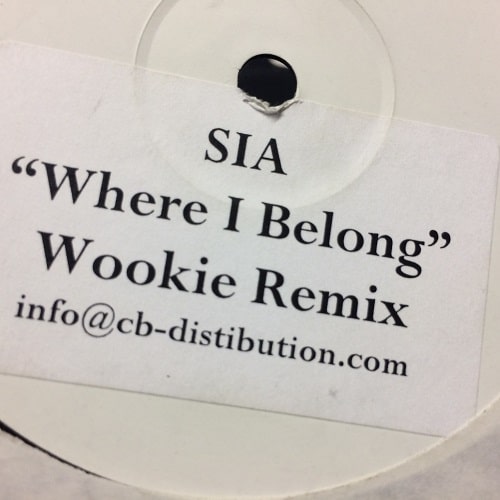 SIA
“Where I Belong”
Wookie Remix
info@cb-distibution.com